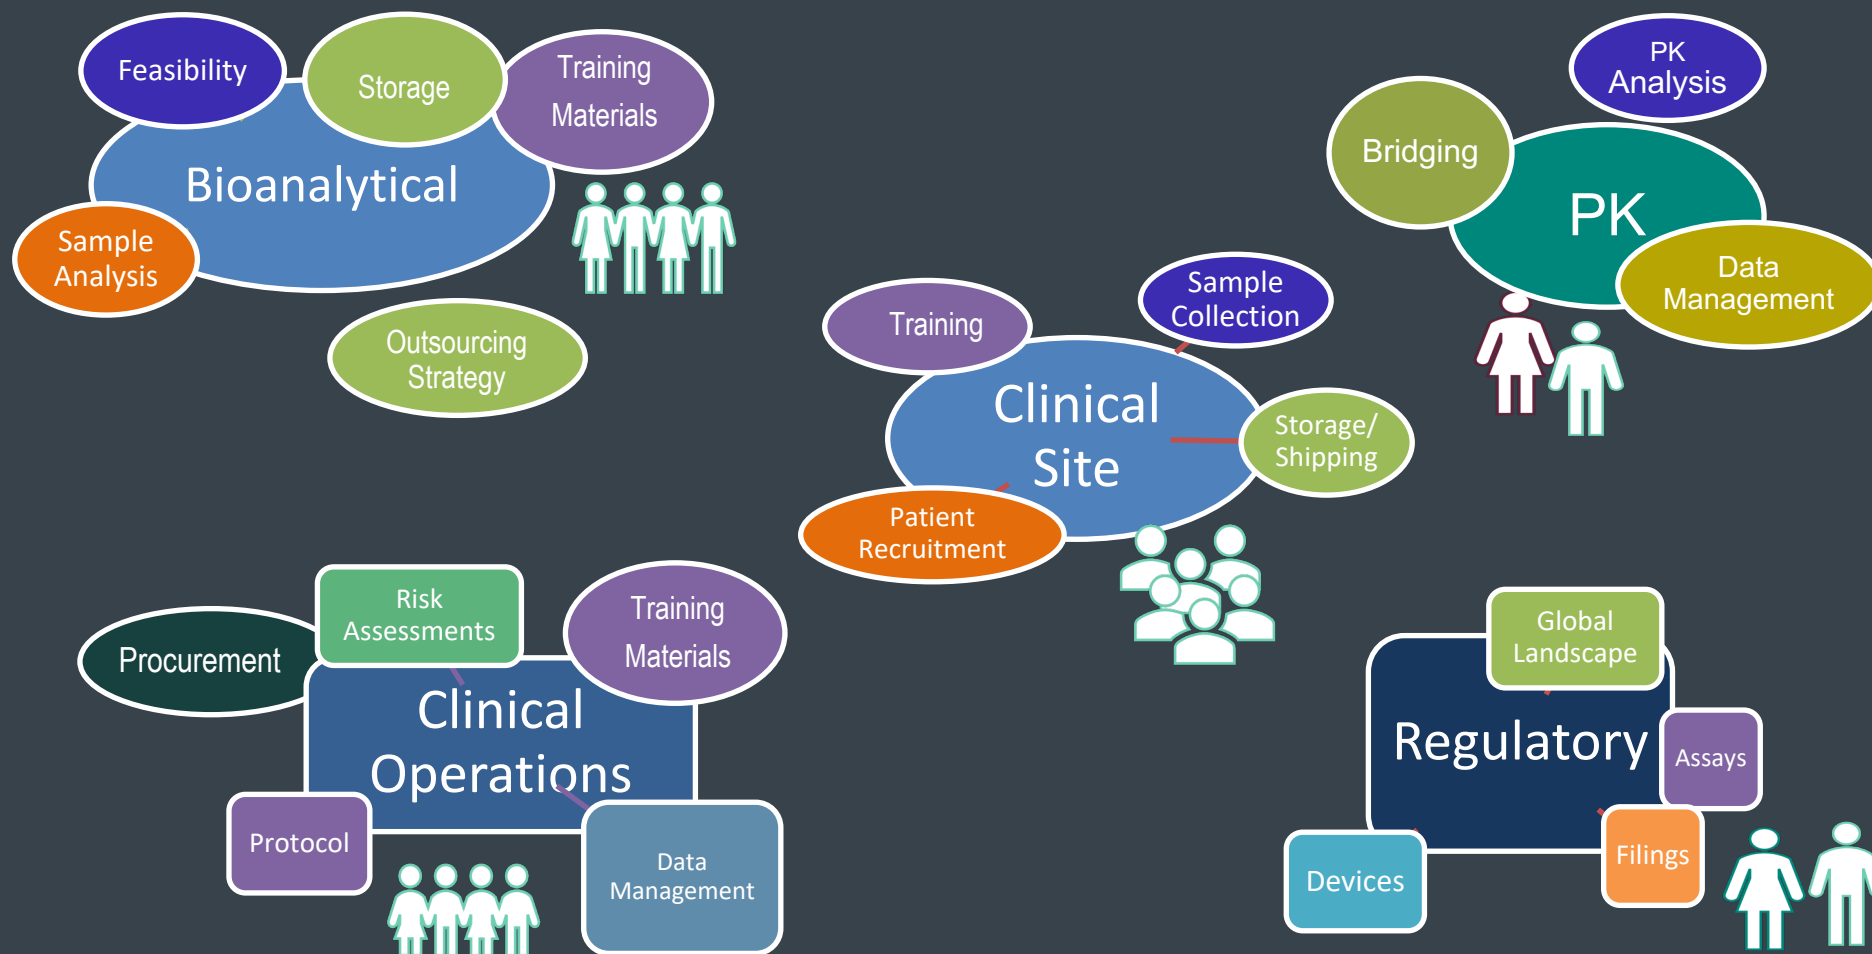 Feasibility
Storage
Training
Materials
Bioanalytical
Sample
Analysis
Outsourcing
Strategy
PK
Analysis
Bridging
PK
Data
Management
Training
Sample
Collection
Clinical
Site
Storage/
Shipping
Patient
Recruitment
Risk
Assessments
Training
Materials
Procurement
Clinical
Operations
Protocol
Data
Management
Global
Landscape
Regulatory
Assays
Filings
Devices